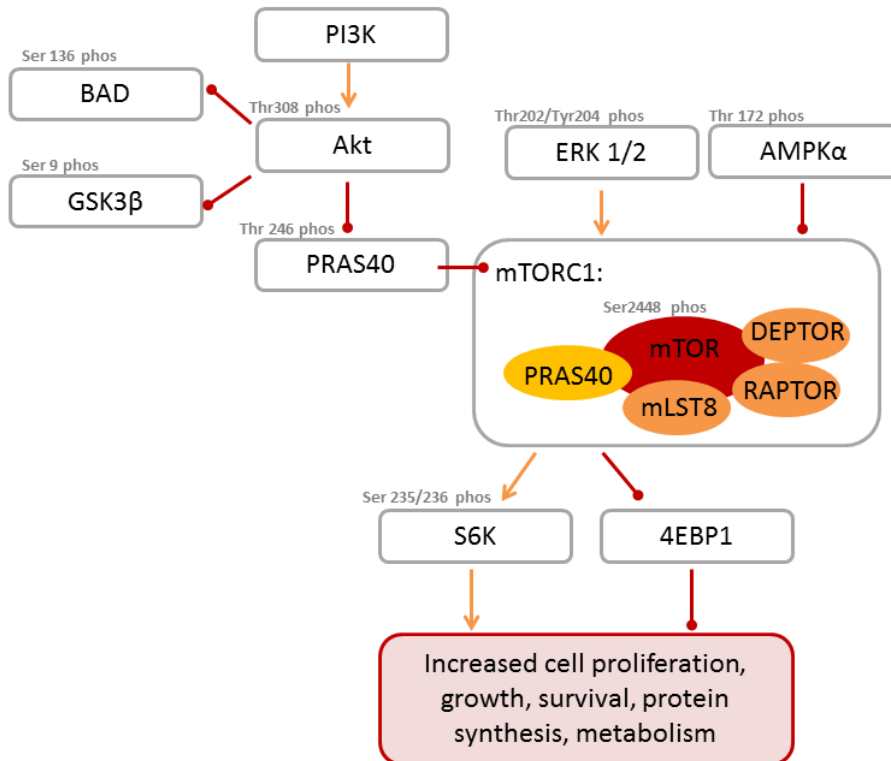 PI3K
Ser 136 phos
BAD
Thr308 phos
Akt
Thr202/Tyr204 phos
ERK 1/2
Thr 172 phos
AMPKα
Ser 9 phos
GSK3β
Thr 246 phos
PRAS40
mTORC1:
Ser2448 phos
mTOR
DEPTOR
PRAS40
RAPTOR
mLST8
Ser 235/236 phos
S6K
4EBP1
Increased cell proliferation,
growth, survival, protein
synthesis, metabolism